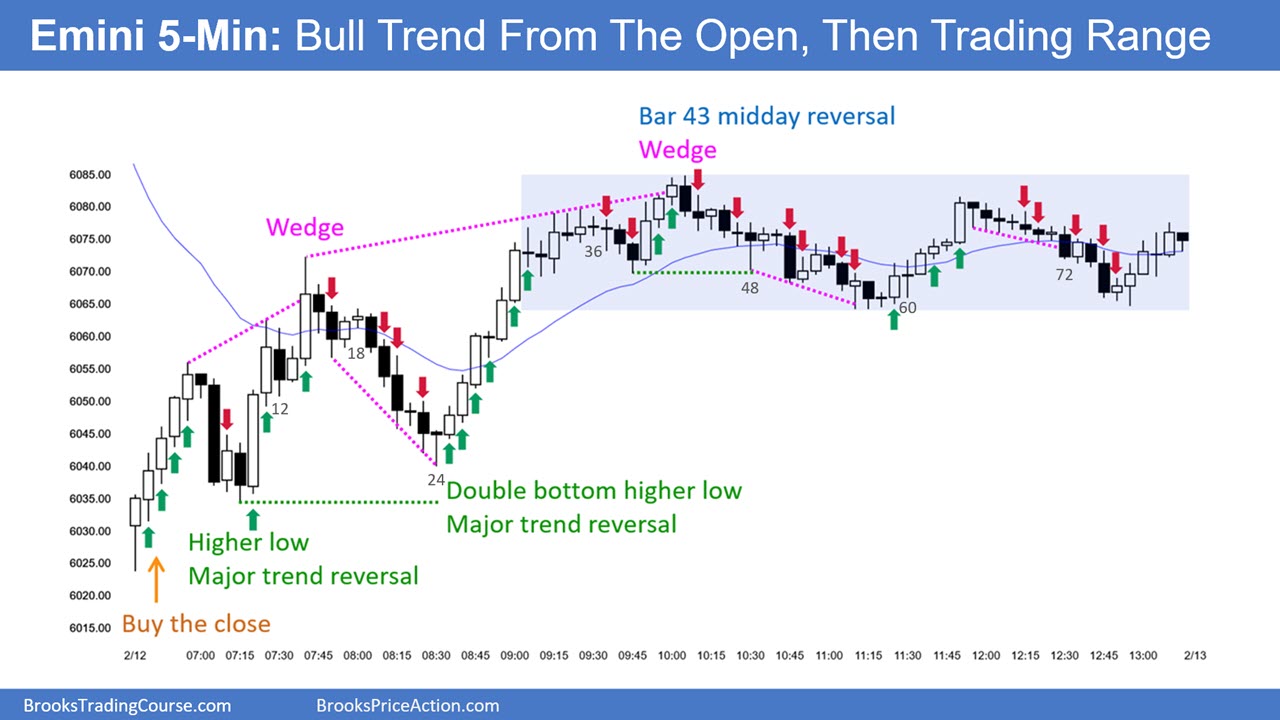 Emini 5-Min: Bull Trend From The Open, Then Trading Range
Bar 43 midday reversal
Wedge
Wedge
6085.00
6080.00
6075.00
6070.00
6065.00
6060.00
6055.00
6050.00
6045.00
6040.00
6035.00
6030.00
6025.00
6020.00
6015.00
12
18
24
36
48
60
72
Double bottom higher low
Major trend reversal
Higher low
Major trend reversal
Buy the close
2/12 07:00 07:15 07:30 07:45 08:00 08:15 08:30 08:45 09:00 09:15 09:30 09:45 10:00 10:15 10:30 10:45 11:00 11:15 11:30 11:45 12:00 12:15 12:30 12:45 13:00 2/13
BrooksTradingCourse.com BrooksPriceAction.com